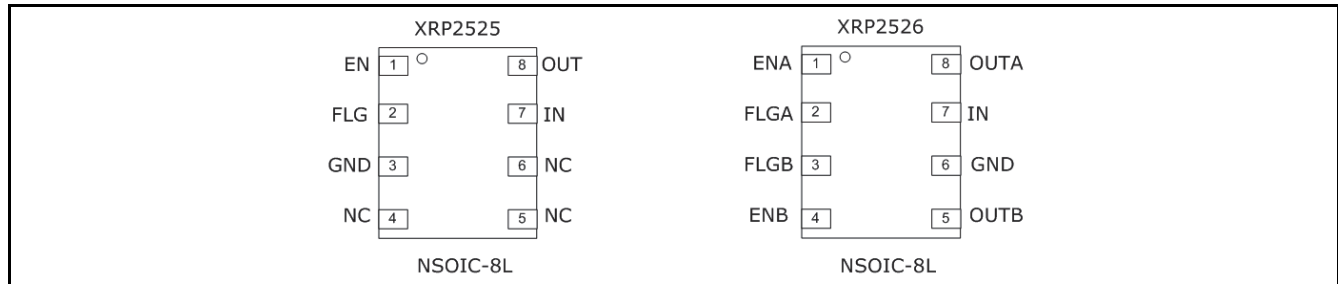 XRP2525
EN 1 8 OUT
FLG 2 7 IN
GND 3 6 NC
NC 4 5 NC
NSOIC-8L
XRP2526
ENA 1 8 OUTA
FLGA 2 7 IN
FLGB 3 6 GND
ENB 4 5 OUTB
NSOIC-8L